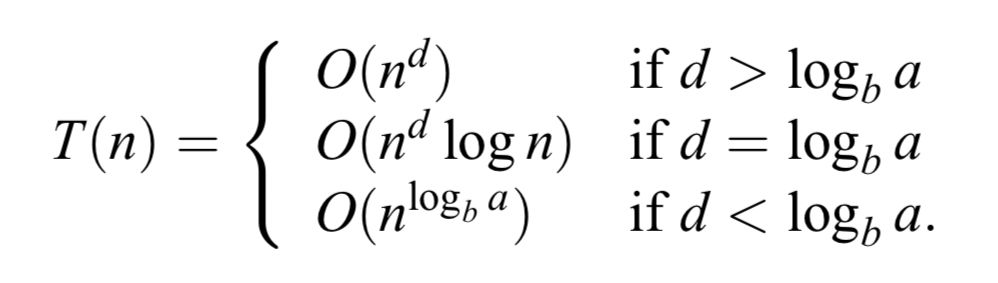 T(n) = { O(n^d) if d > log_b a
O(n^d log n) if d = log_b a
O(n^{log_b a}) if d < log_b a.